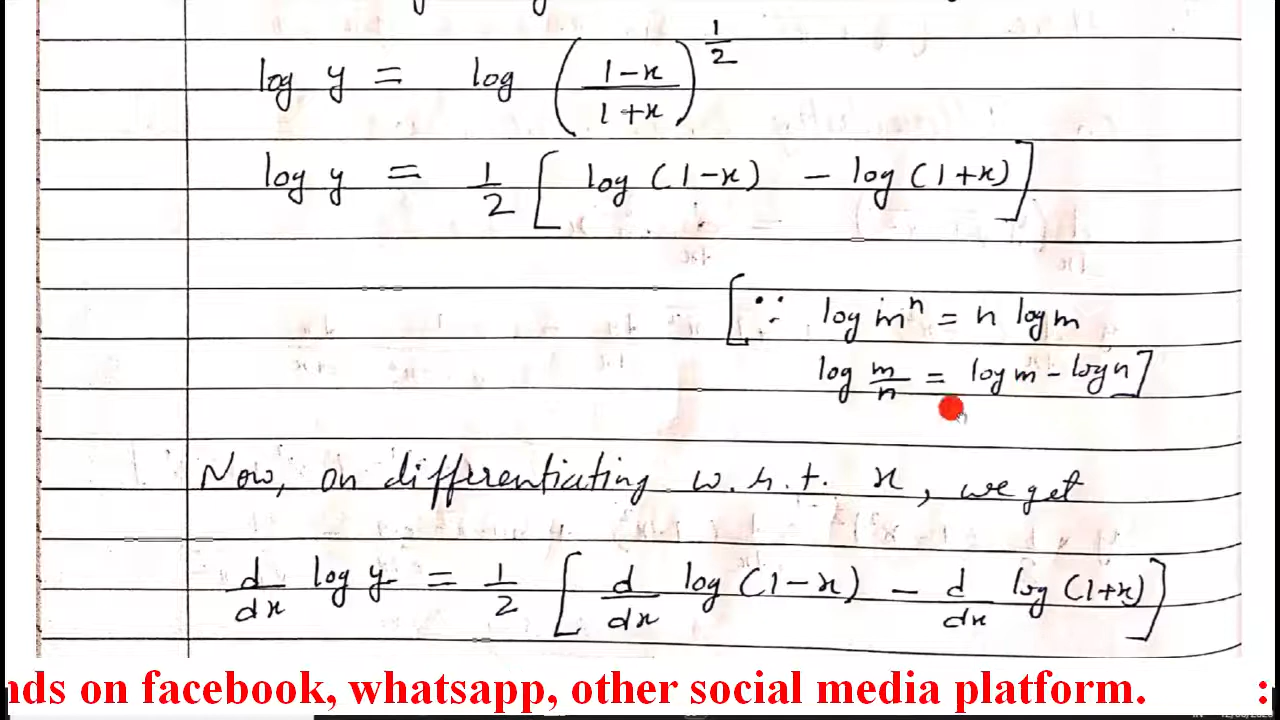 log y = log ((1-x)/(1+x))^(1/2)
log y = 1/2 [ log (1-x) - log (1+x) ]
[∵ log m^n = n log m
log m/n = log m - log n ]
Now, on differentiating w.r.t. x, we get
d/dx log y = 1/2 [ d/dx log (1-x) - d/dx log (1+x) ]
nds on facebook, whatsapp, other social media platform. :